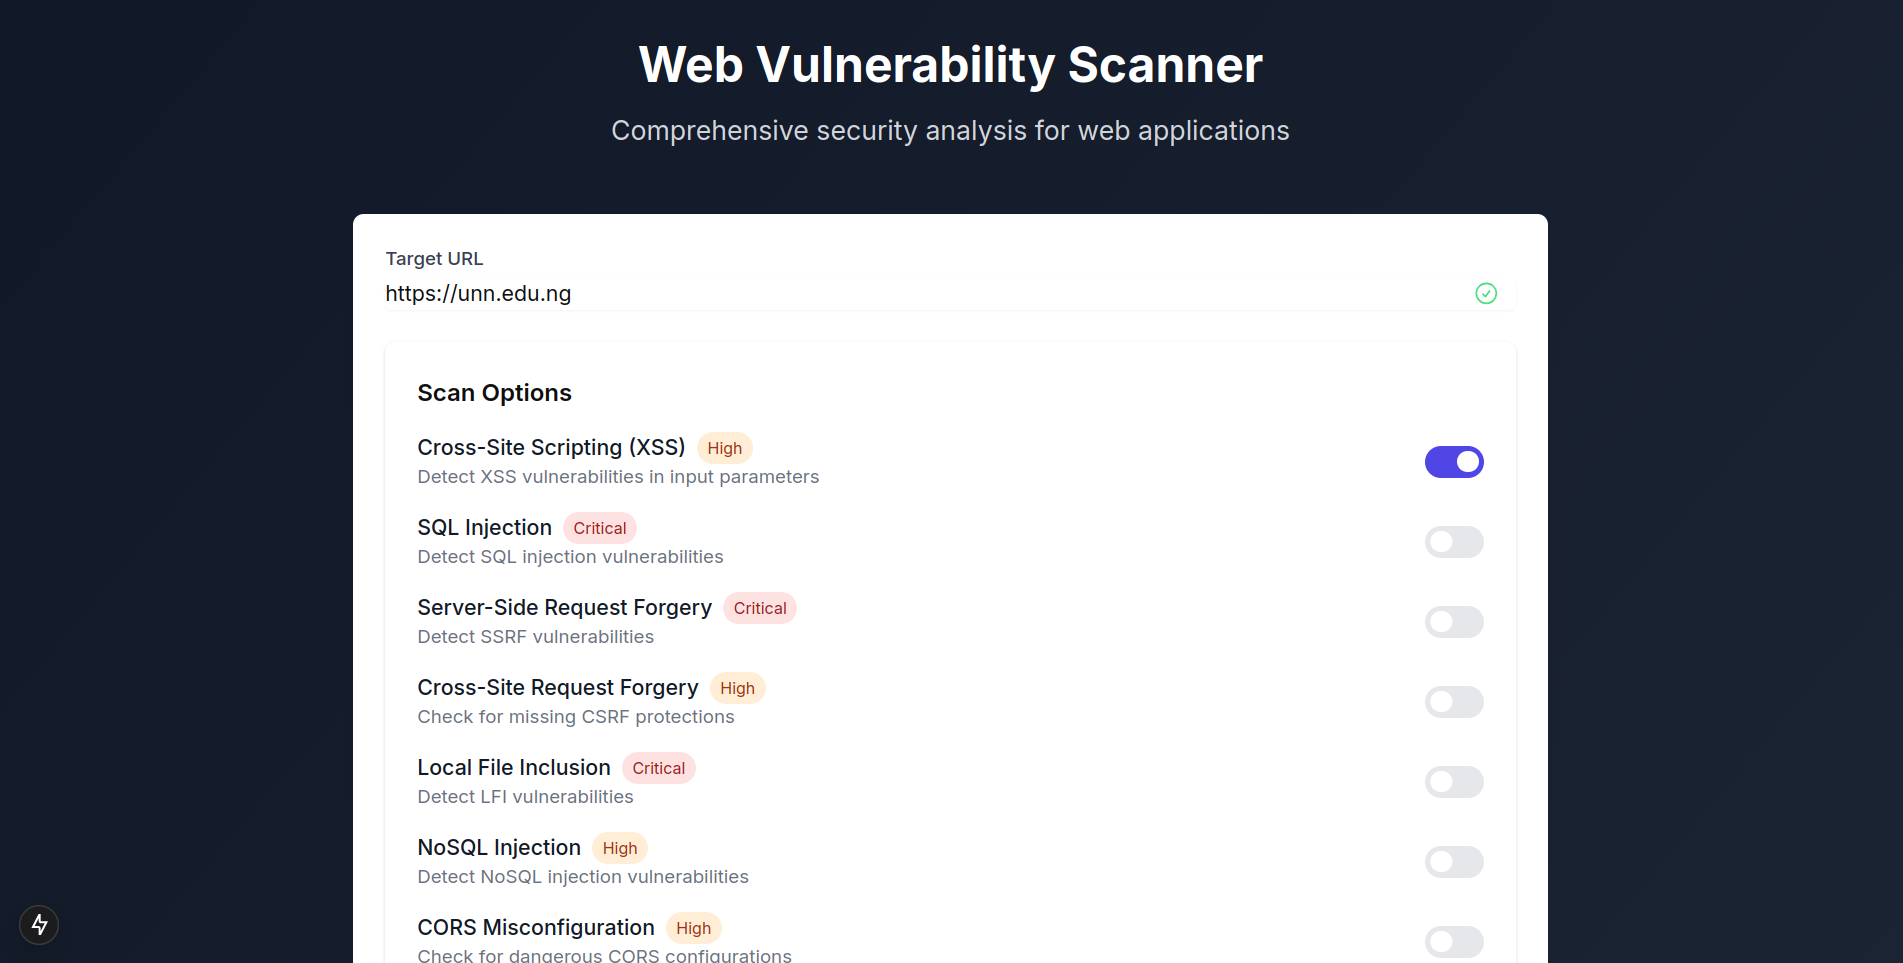 Web Vulnerability Scanner
Comprehensive security analysis for web applications
Target URL
https://unn.edu.ng
Scan Options
Cross-Site Scripting (XSS) High
Detect XSS vulnerabilities in input parameters
SQL Injection Critical
Detect SQL injection vulnerabilities
Server-Side Request Forgery Critical
Detect SSRF vulnerabilities
Cross-Site Request Forgery High
Check for missing CSRF protections
Local File Inclusion Critical
Detect LFI vulnerabilities
NoSQL Injection High
Detect NoSQL injection vulnerabilities
CORS Misconfiguration High
Check for dangerous CORS configurations